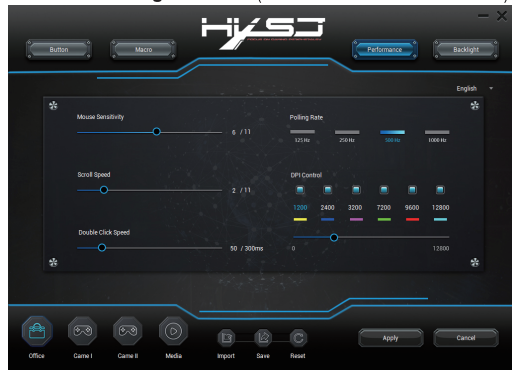 HXSJ
Button
Macro
Performance
Backlight
English
Mouse Sensitivity
6 /11
Polling Rate
125 Hz
250 Hz
500 Hz
1000 Hz
Scroll Speed
2 /11
DPI Control
1200
2400
3200
7200
9600
12800
Double Click Speed
50 /300ms
0
12800
Office
Game I
Game II
Media
Import
Save
Reset
Apply
Cancel